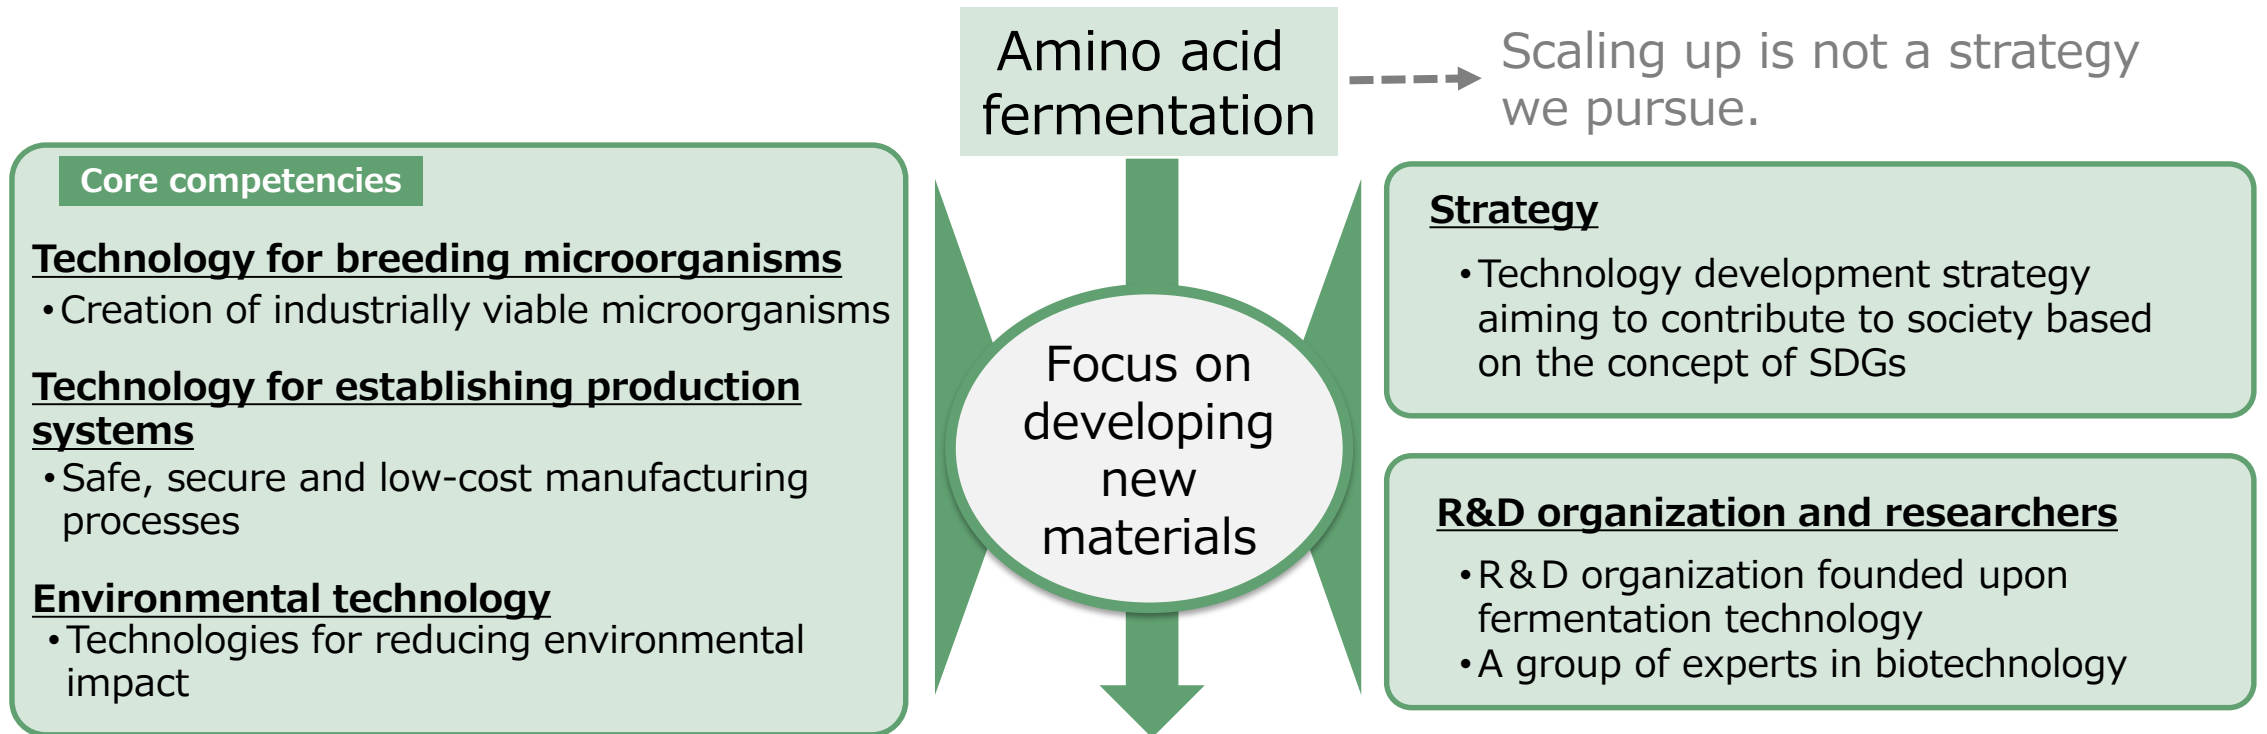 Amino acid
fermentation
Scaling up is not a strategy
we pursue.
Core competencies
Technology for breeding microorganisms
・Creation of industrially viable microorganisms
Technology for establishing production
systems
・Safe, secure and low-cost manufacturing
processes
Environmental technology
・Technologies for reducing environmental
impact
Focus on
developing
new
materials
Strategy
・Technology development strategy
aiming to contribute to society based
on the concept of SDGs
R&D organization and researchers
・R&D organization founded upon
fermentation technology
・A group of experts in biotechnology